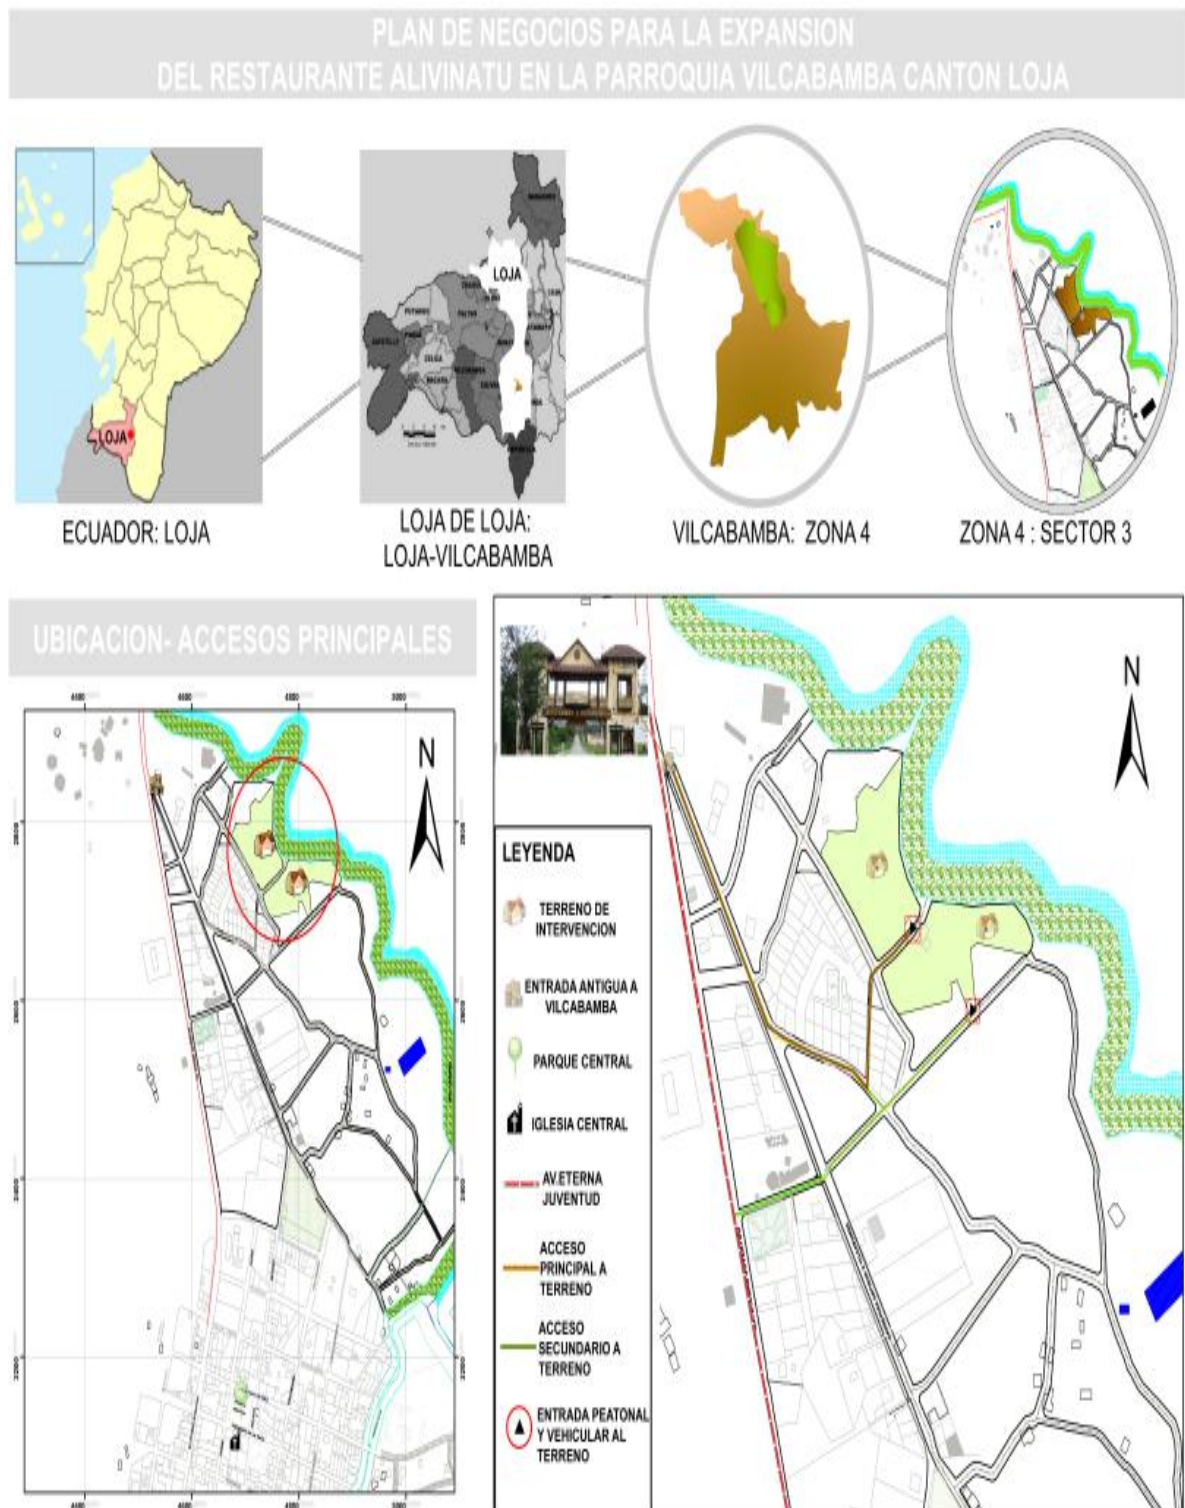 PLAN DE NEGOCIOS PARA LA EXPANSION
DEL RESTAURANTE ALIVINATU EN LA PARROQUIA VILCABAMBA CANTON LOJA
LOJA
LOJA
ECUADOR: LOJA
LOJA DE LOJA:
LOJA-VILCABAMBA
VILCABAMBA: ZONA 4
ZONA 4 : SECTOR 3
UBICACION- ACCESOS PRINCIPALES
N
N
LEYENDA
TERRENO DE
INTERVENCION
ENTRADA ANTIGUA A
VILCABAMBA
PARQUE CENTRAL
IGLESIA CENTRAL
AV.ETERNA
JUVENTUD
ACCESO
PRINCIPAL A
TERRENO
ACCESO
SECUNDARIO A
TERRENO
ENTRADA PEATONAL
Y VEHICULAR AL
TERRENO